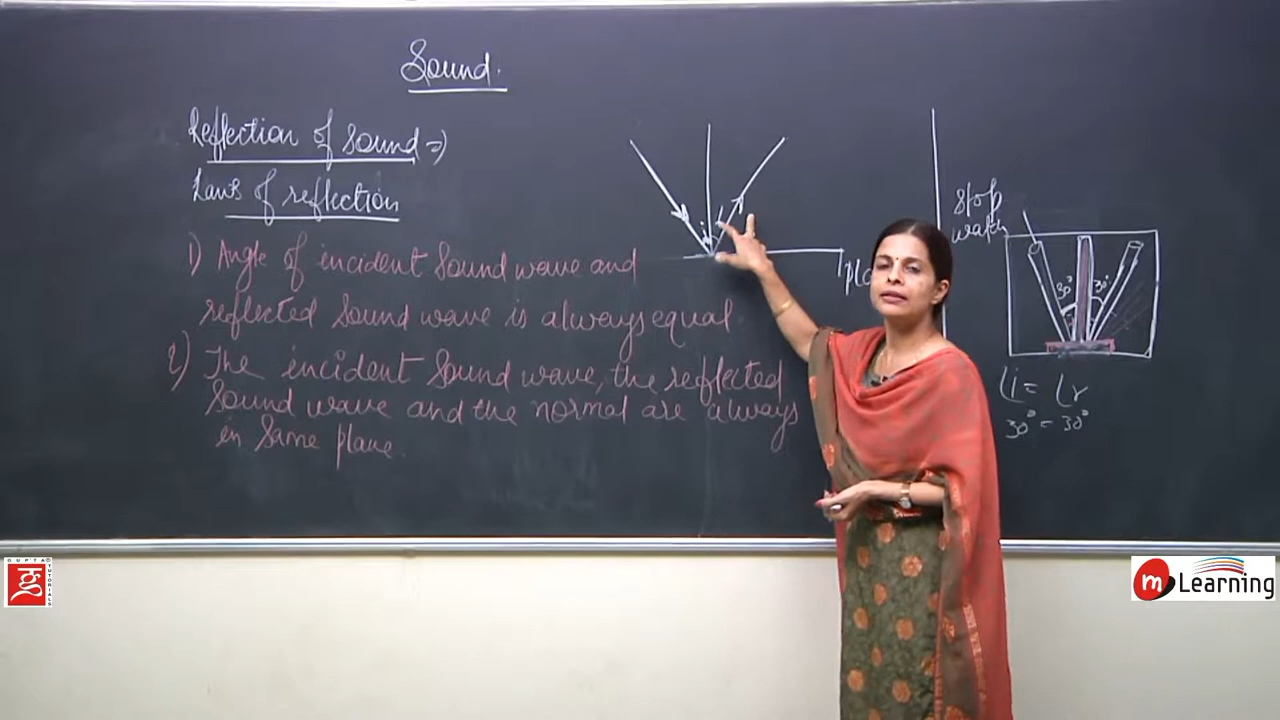 Sound.
Reflection of sound ⇒
Laws of reflection
1) Angle of incident sound wave and
reflected sound wave is always equal.
2) The incident sound wave, the reflected
sound wave and the normal are always
in same plane.
i r
Stop
watch
30° 30°
∠i = ∠r
30° = 30°
GUPTA
TUTORIALS
m Learning